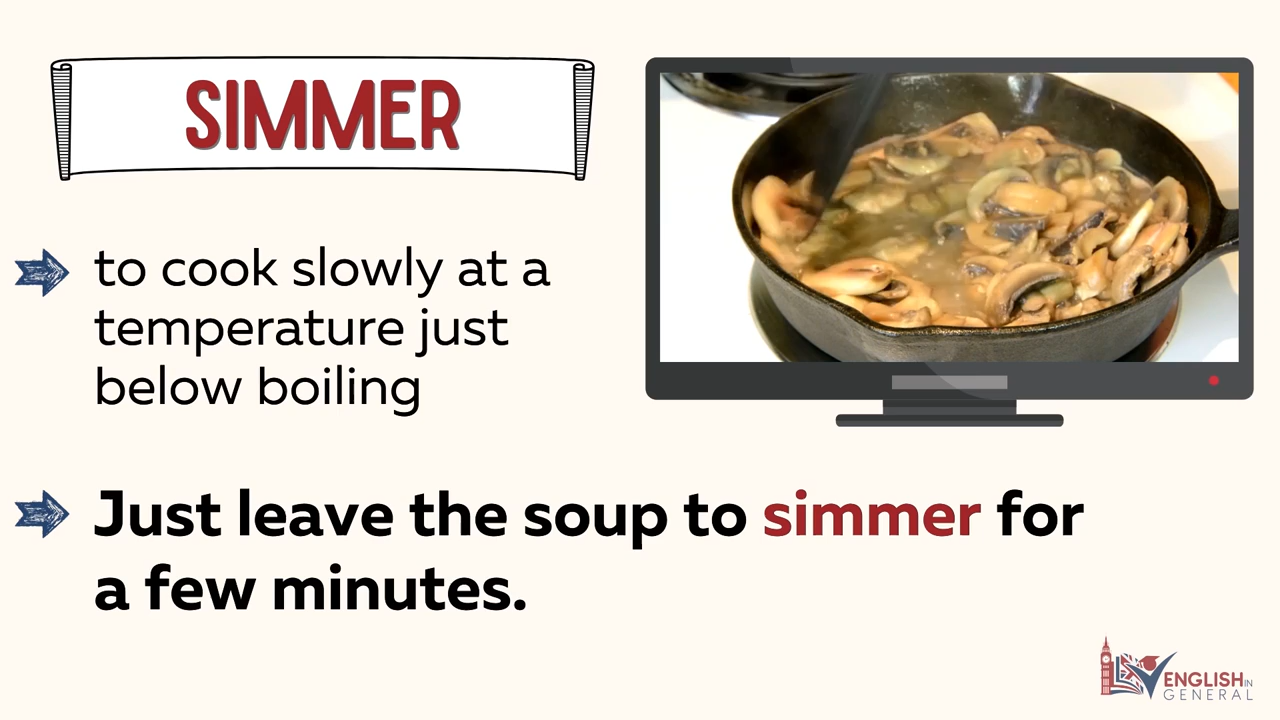 SIMMER
to cook slowly at a
temperature just
below boiling
Just leave the soup to simmer for
a few minutes.
ENGLISH IN
GENERAL